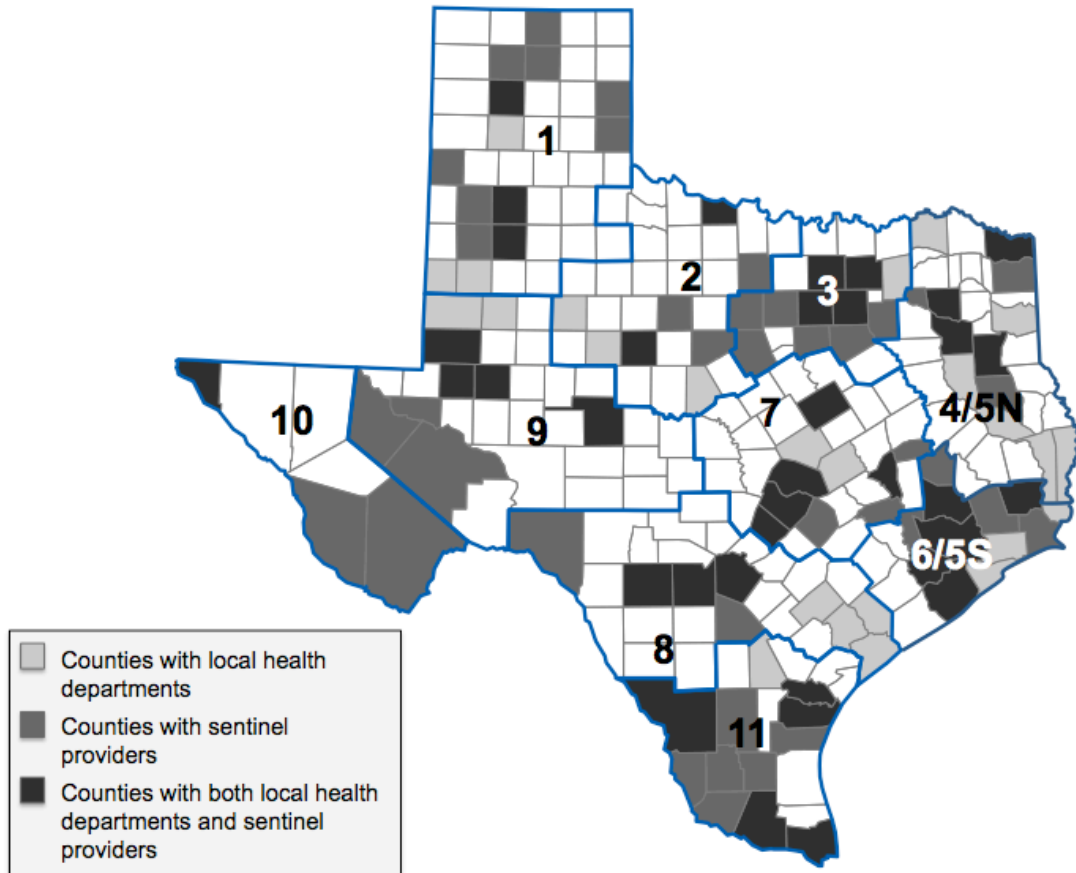 1
2
3
4/5N
10
9
7
6/5S
8
11
Counties with local health
departments
Counties with sentinel
providers
Counties with both local health
departments and sentinel
providers